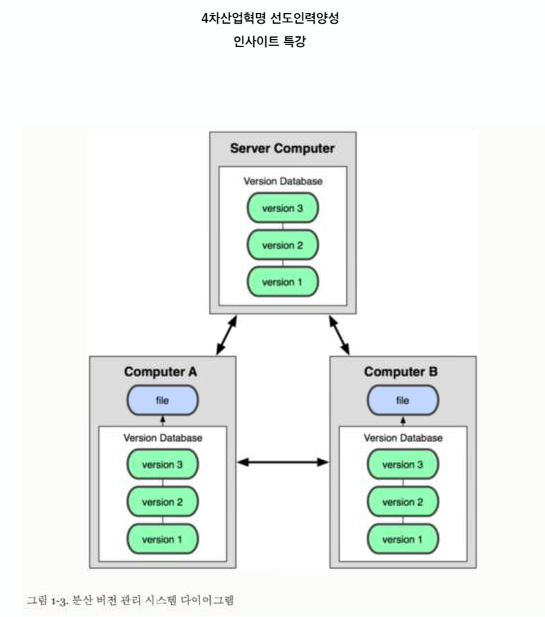 4차산업혁명 선도인력양성
인사이트 특강
Server Computer
Version Database
version 3
version 2
version 1
Computer A
file
Version Database
version 3
version 2
version 1
Computer B
file
Version Database
version 3
version 2
version 1
그림 1-3. 분산 버전 관리 시스템 다이어그램